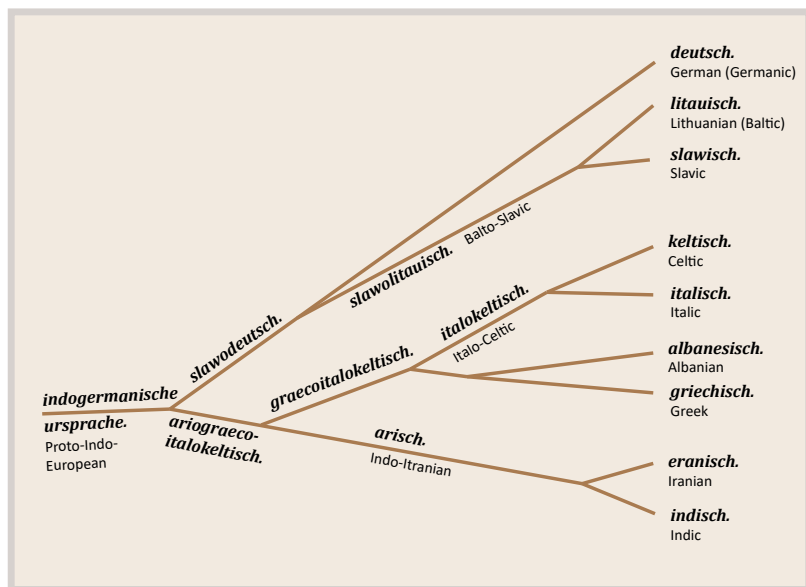 deutsch.
German (Germanic)
litauisch.
Lithuanian (Baltic)
slawisch.
Slavic
Balto-Slavic
slawolitauisch.
keltisch.
Celtic
italokeltisch.
Italo-Celtic
italisch.
Italic
slawodeutsch.
graecoitalokeltisch.
albanesisch.
Albanian
griechisch.
Greek
indogermanische
ursprache.
Proto-Indo-
European
ariograeco-
italokeltisch.
arisch.
Indo-Itranian
eranisch.
Iranian
indisch.
Indic